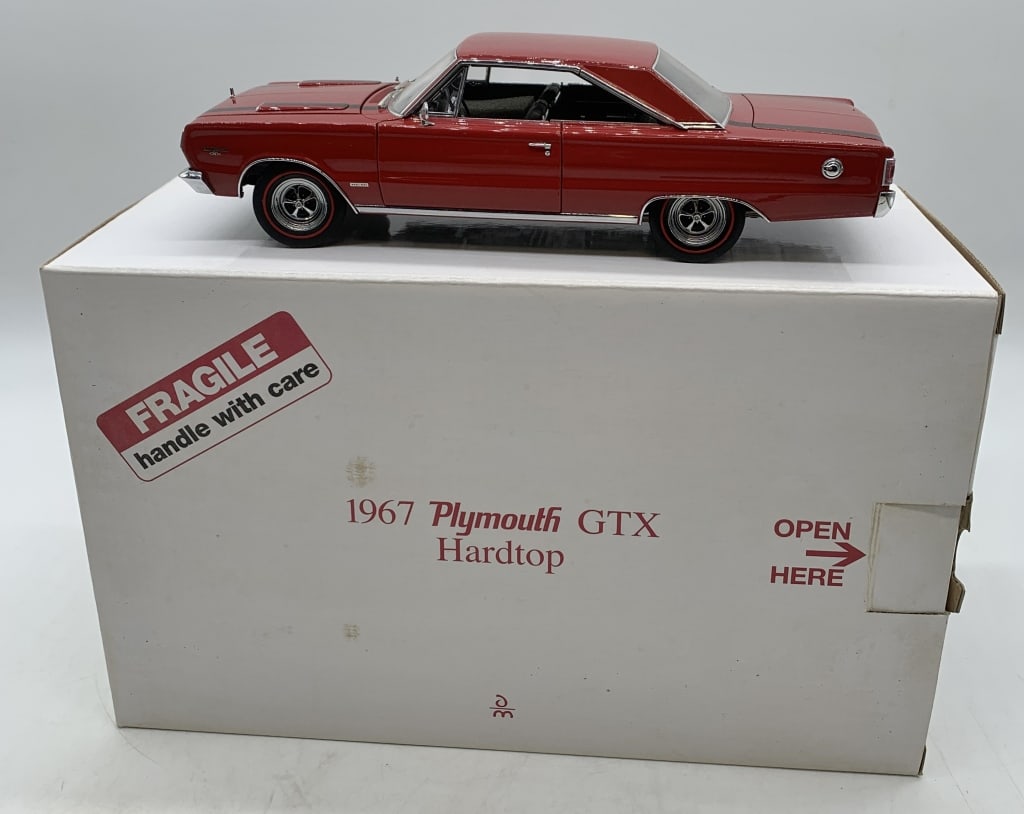 FRAGILE
handle with care
1967 Plymouth GTX
Hardtop
OPEN
HERE